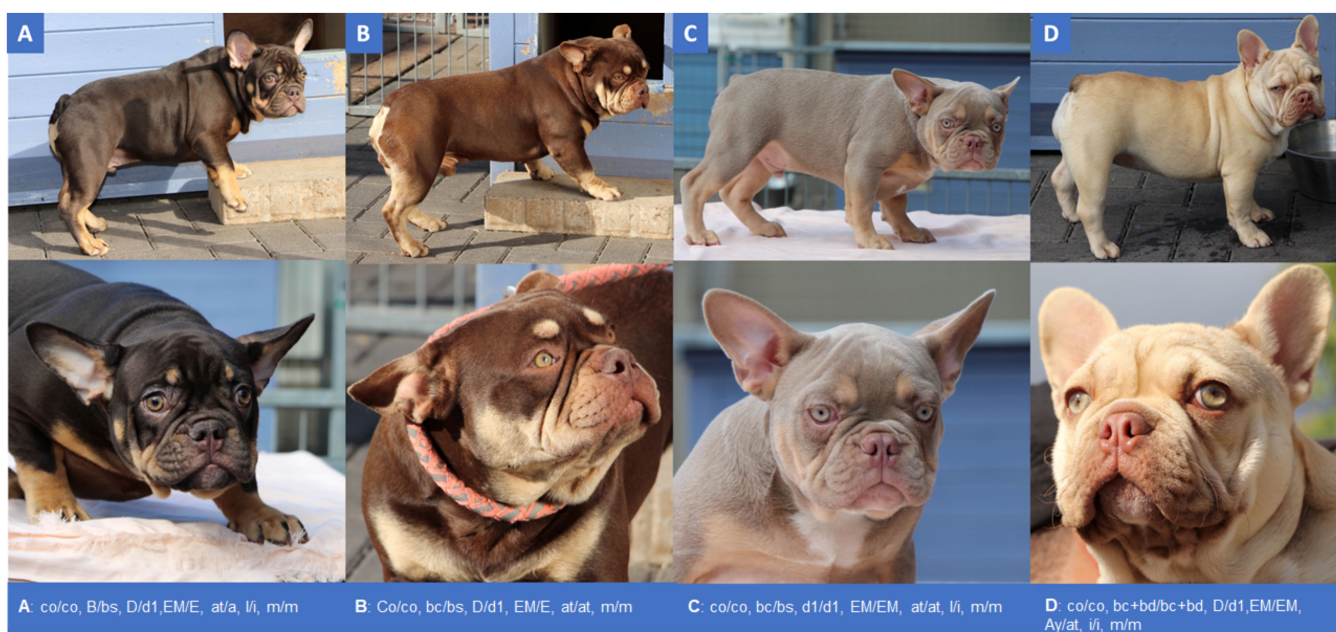 A
B
C
D
A: co/co, B/bs, D/d1,EM/E, at/a, I/i, m/m
B: Co/co, bc/bs, D/d1, EM/E, at/at, m/m
C: co/co, bc/bs, d1/d1, EM/EM, at/at, I/i, m/m
D: co/co, bc+bd/bc+bd, D/d1,EM/EM,
Ay/at, i/i, m/m